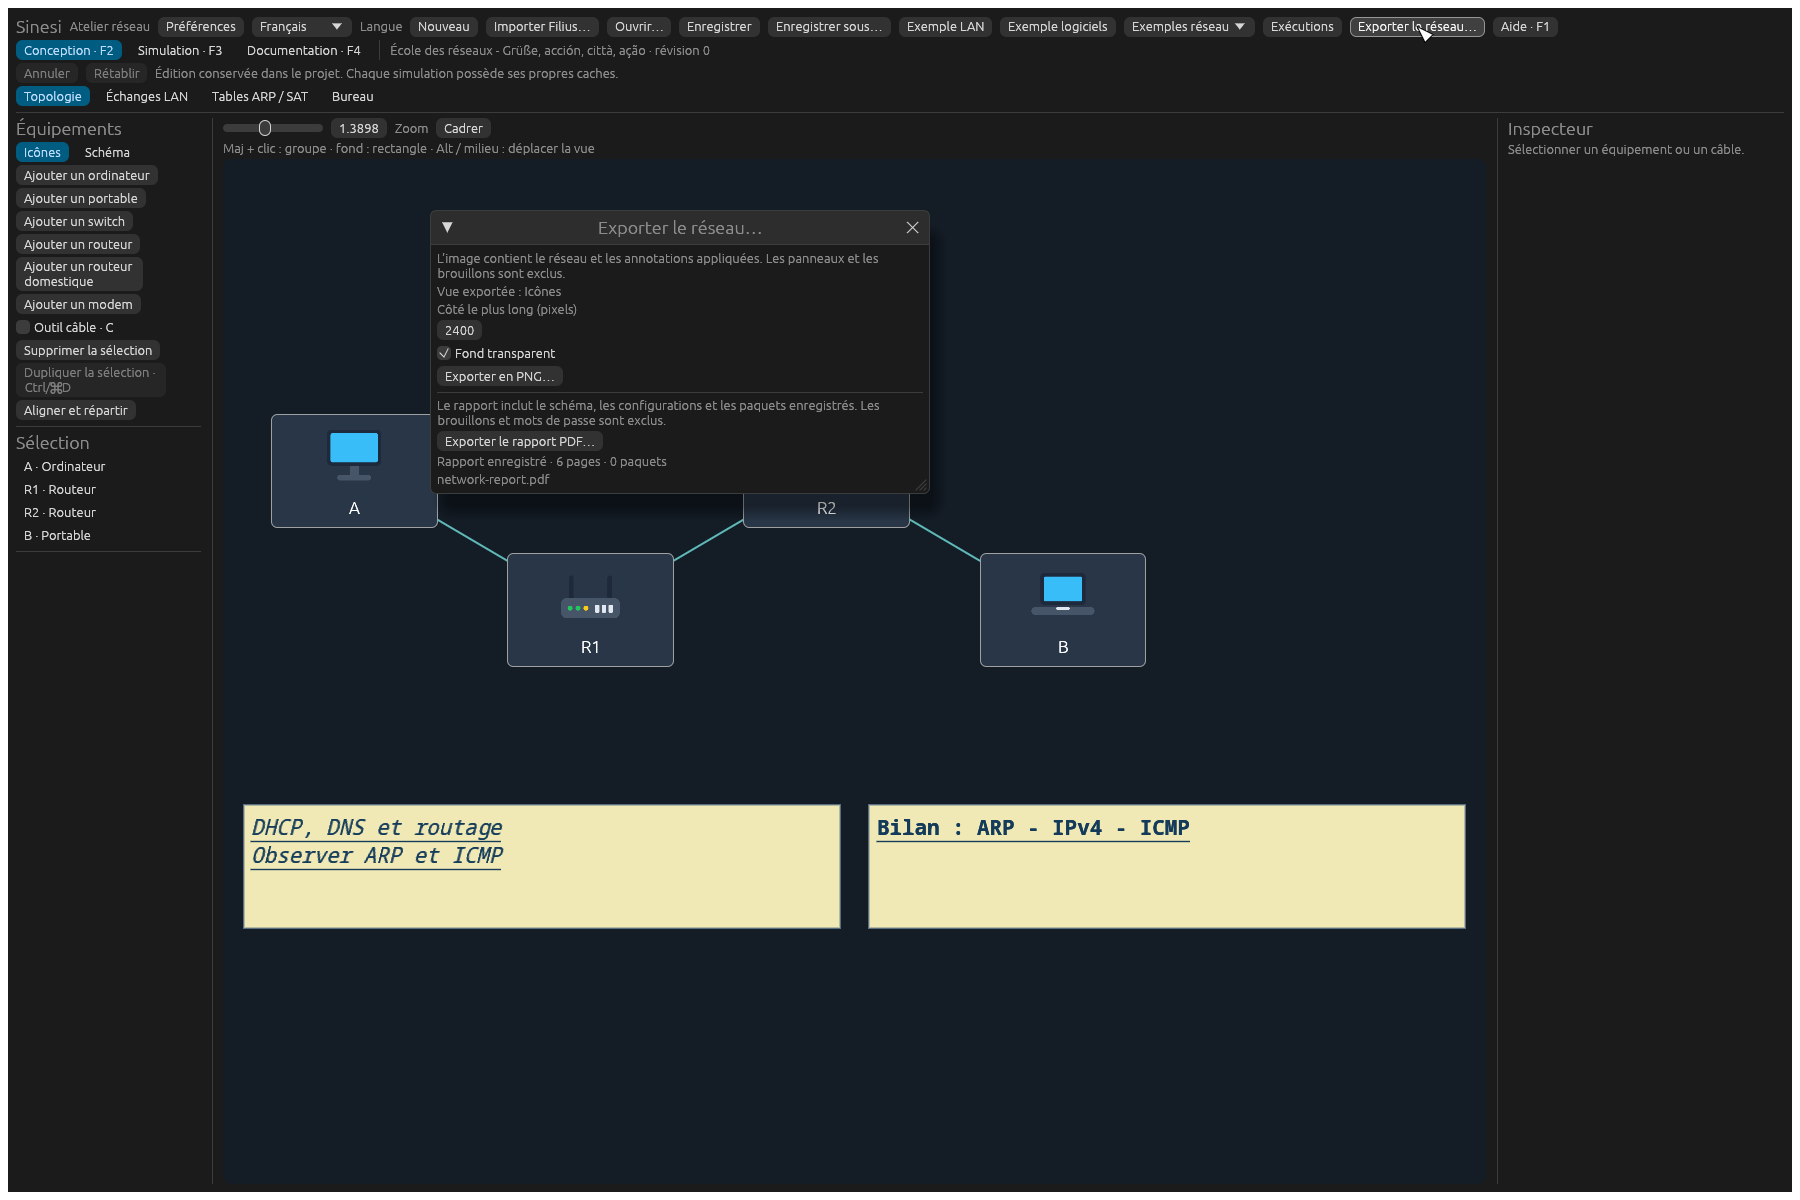 Sinesi Atelier réseau Préférences Français Langue Nouveau Importer Filius... Ouvrir... Enregistrer Enregistrer sous... Exemple LAN Exemple logiciels Exemples réseau Exécutions Exporter le réseau... Aide · F1
Conception · F2 Simulation · F3 Documentation · F4 École des réseaux - Grüße, acción, città, ação · révision 0
Annuler Rétablir Édition conservée dans le projet. Chaque simulation possède ses propres caches.
Topologie Échanges LAN Tables ARP / SAT Bureau
Équipements
Icônes Schéma
Ajouter un ordinateur
Ajouter un portable
Ajouter un switch
Ajouter un routeur
Ajouter un routeur
domestique
Ajouter un modem
Outil câble · C
Supprimer la sélection
Dupliquer la sélection ·
Ctrl/⌘D
Aligner et répartir
Sélection
A · Ordinateur
R1 · Routeur
R2 · Routeur
B · Portable
1.3898 Zoom Cadrer
Maj + clic : groupe · fond : rectangle · Alt / milieu : déplacer la vue
Exporter le réseau...
L'image contient le réseau et les annotations appliquées. Les panneaux et les
brouillons sont exclus.
Vue exportée : Icônes
Côté le plus long (pixels)
2400
Fond transparent
Exporter en PNG...
Le rapport inclut le schéma, les configurations et les paquets enregistrés. Les
brouillons et mots de passe sont exclus.
Exporter le rapport PDF...
Rapport enregistré · 6 pages · 0 paquets
network-report.pdf
A
R2
R1
B
DHCP, DNS et routage
Observer ARP et ICMP
Bilan : ARP - IPv4 - ICMP
Inspecteur
Sélectionner un équipement ou un câble.